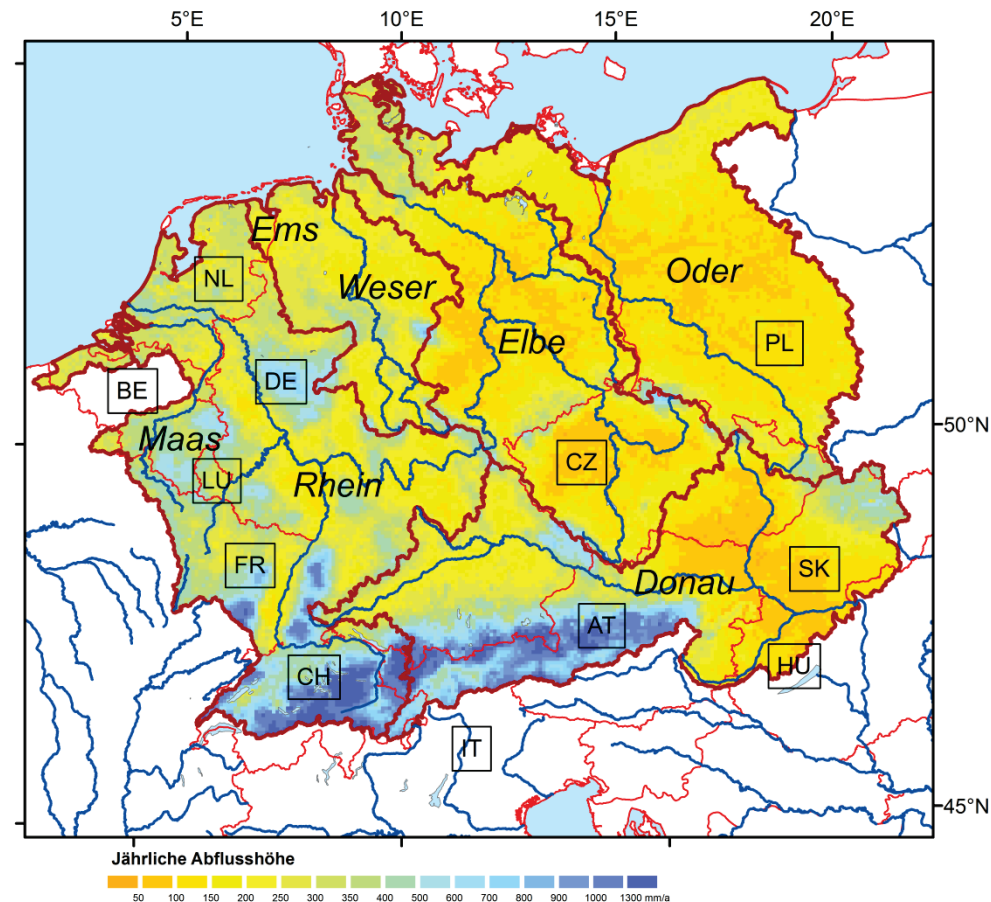 5°E 10°E 15°E 20°E
Ems
NL
Weser
Oder
Elbe
PL
BE
DE
50°N
Maas
CZ
LU
Rhein
FR
SK
Donau
AT
HU
CH
IT
45°N
Jährliche Abflusshöhe
50 100 150 200 250 300 350 400 500 600 700 800 900 1000 1300 mm/a